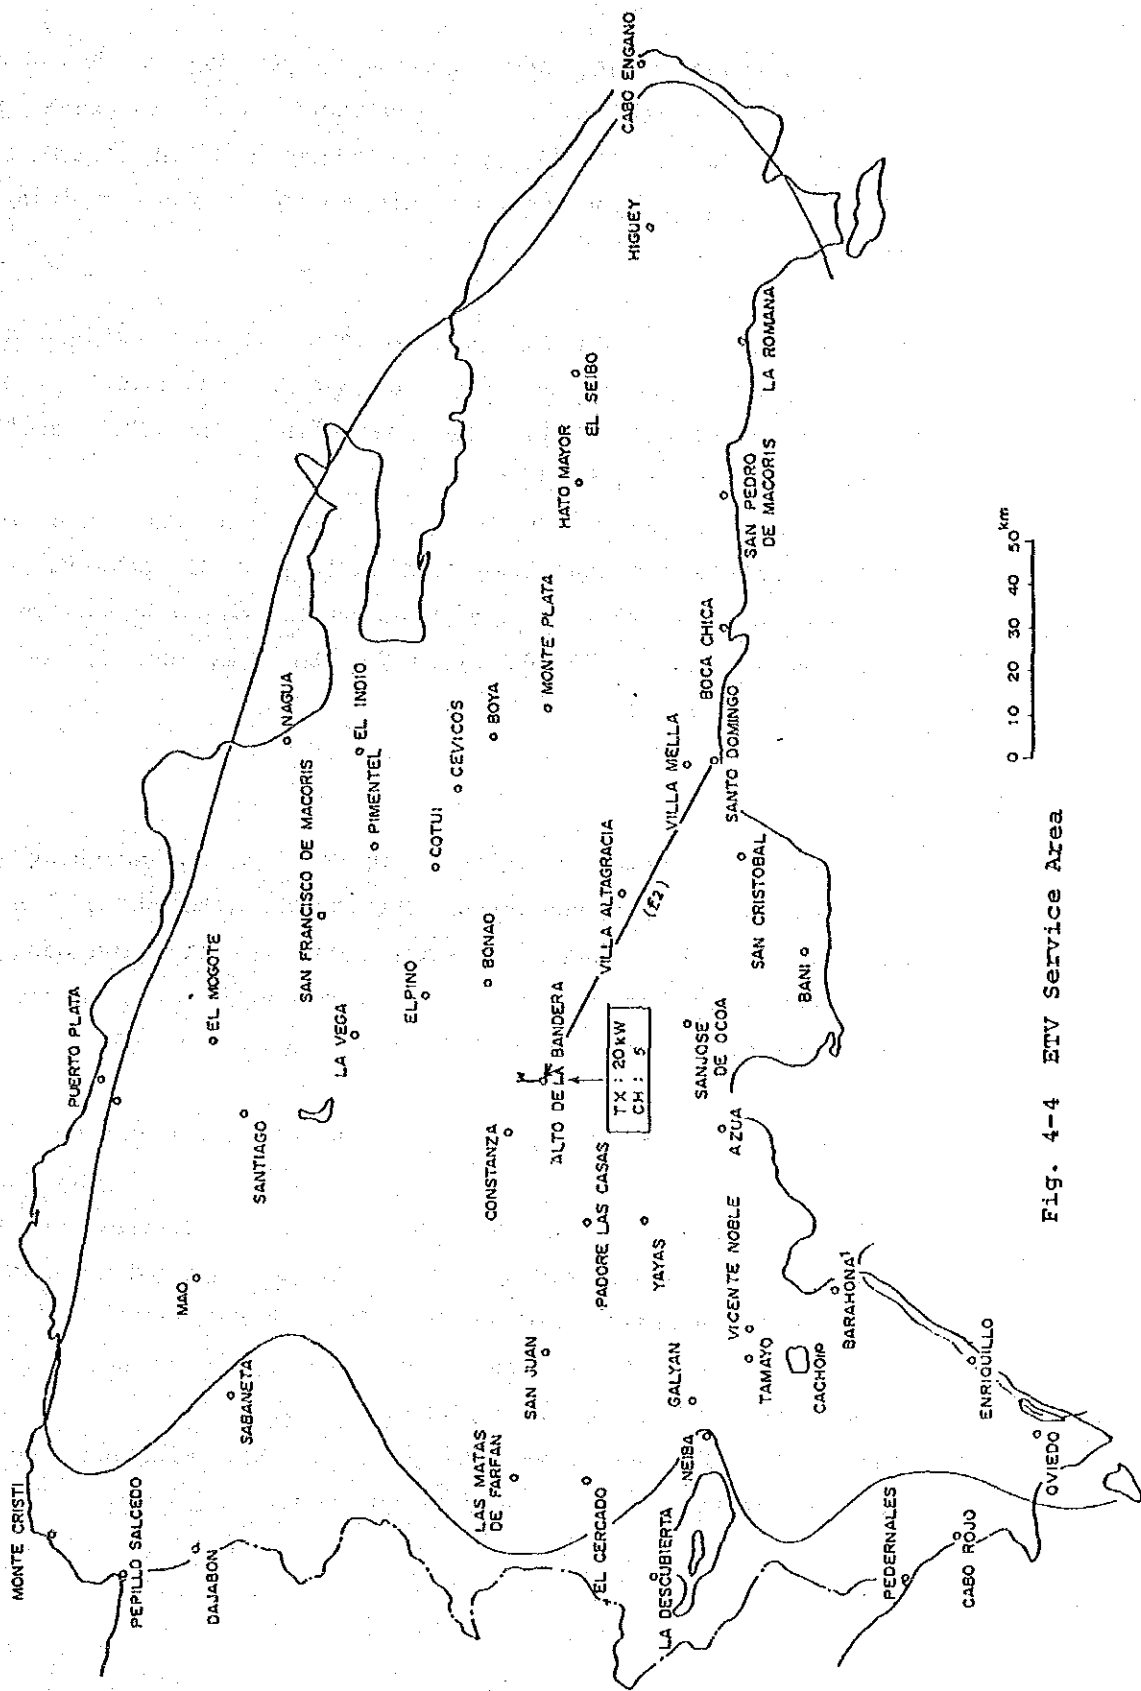 MONTE CRISTI
PEPILLO SALCEDO
DAJABON
SABANETA
MAO
PUERTO PLATA
SANTIAGO
EL MOGOTE
LA VEGA
SAN FRANCISCO DE MACORIS
NAGUA
EL INDIO
PIMENTEL
COTUI
CEVICOS
BOYA
ELPINO
BONAO
CONSTANZA
ALTO DE LA BANDERA
TX : 20 kW
CH : 5
MONTE PLATA
HATO MAYOR
EL SEIBO
HIGUEY
CABO ENGANO
LA ROMANA
SAN PEDRO
DE MACORIS
BOCA CHICA
SANTO DOMINGO
VILLA MELLA
VILLA ALTAGRACIA
(E2)
SAN CRISTOBAL
BANI
SANJOSE
DE OCOA
AZUA
PADORE LAS CASAS
YAYAS
VICENTE NOBLE
SAN JUAN
GALYAN
TAMAYO
CACHOIP
BARAHONA
LAS MATAS
DE FARFAN
EL CERCADO
NEIBA
LA DESCUBIERTA
ENRIQUILLO
OVIEDO
PEDERNALES
CABO ROJO
0 10 20 30 40 50 km
Fig. 4-4 ETV Service Area